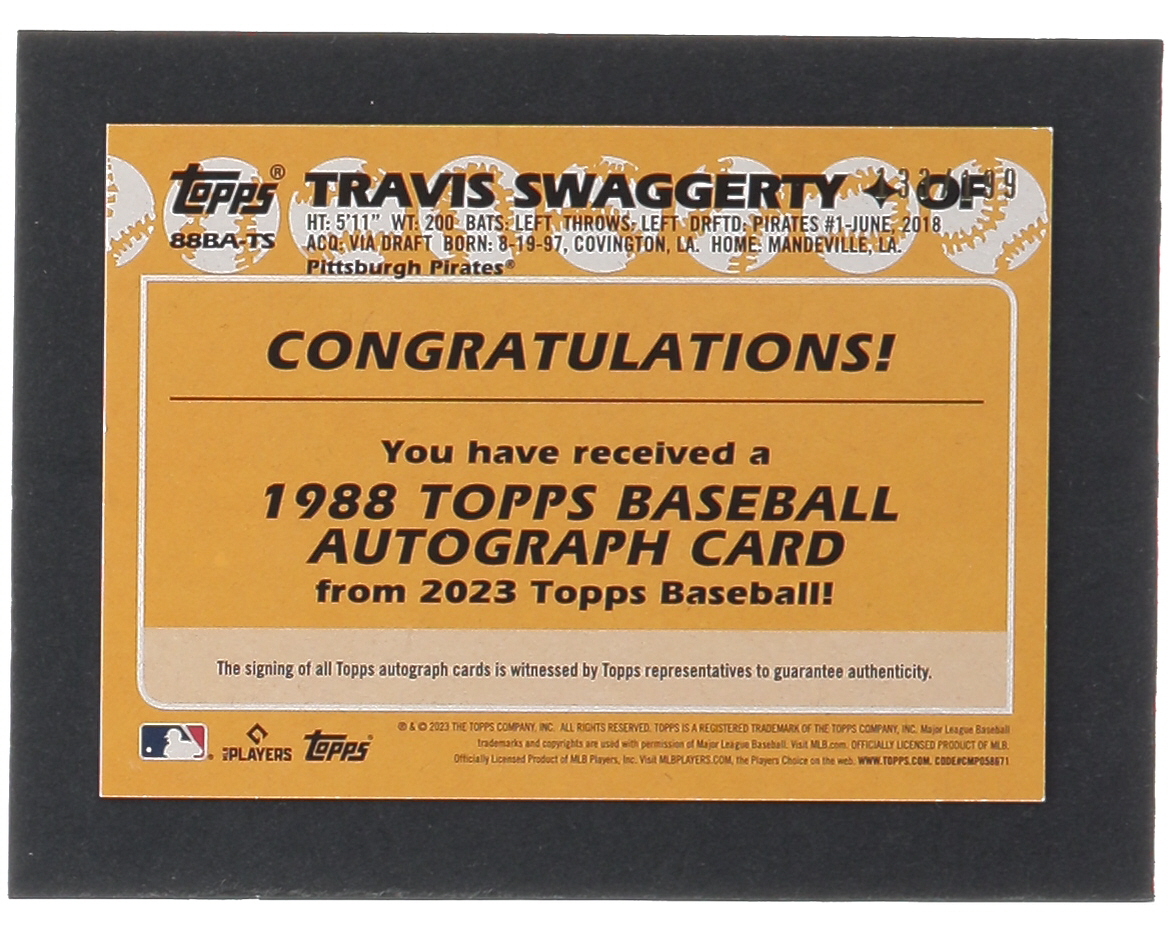 Topps® TRAVIS SWAGGERTY ✦ OF
88BA-TS
HT: 5'11" WT: 200 BATS: LEFT THROWS: LEFT DRFTD: PIRATES #1-JUNE, 2018
ACQ: VIA DRAFT BORN: 8-19-97, COVINGTON, LA. HOME: MANDEVILLE, LA.
Pittsburgh Pirates®
CONGRATULATIONS!
You have received a
1988 TOPPS BASEBALL
AUTOGRAPH CARD
from 2023 Topps Baseball!
The signing of all Topps autograph cards is witnessed by Topps representatives to guarantee authenticity.
® & © 2023 THE TOPPS COMPANY, INC. ALL RIGHTS RESERVED. TOPPS IS A REGISTERED TRADEMARK OF THE TOPPS COMPANY, INC. Major League Baseball
trademarks and copyrights are used with permission of Major League Baseball. Visit MLB.com. OFFICIALLY LICENSED PRODUCT OF MLB.
Officially Licensed Product of MLB Players, Inc. Visit MLBPLAYERS.COM, the Players Choice on the web. WWW.TOPPS.COM. CODE#CMP058671
MLB PLAYERS Topps®